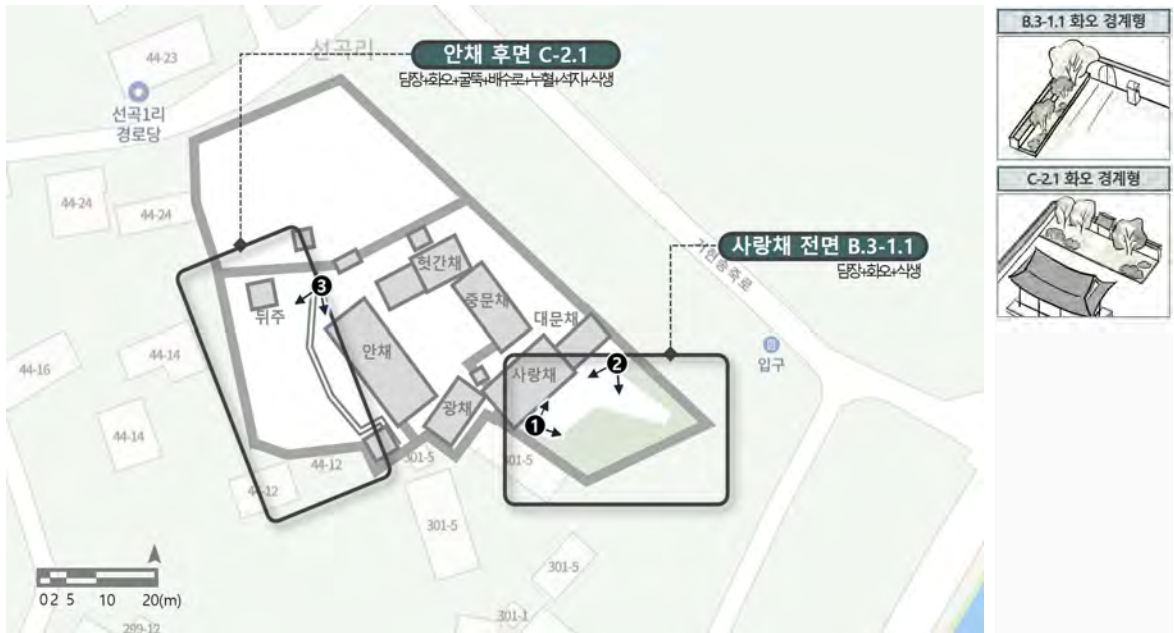 44-23
선곡리
안채 후면 C-2.1
담장+화오+굴뚝+배수로+누혈+석지+식생
선곡1리
경로당
44-24
44-24
사랑채 전면 B.3-1.1
담장+화오+식생
헛간채
중문채
대문채
뒤주
안채
사랑채
광채
입구
44-16
44-14
44-14
44-12
44-12
301-5
301-5
301-5
301-5
301-1
299-12
1
2
3
0 2 5 10 20(m)
B.3-1.1 화오 경계형
C-2.1 화오 경계형